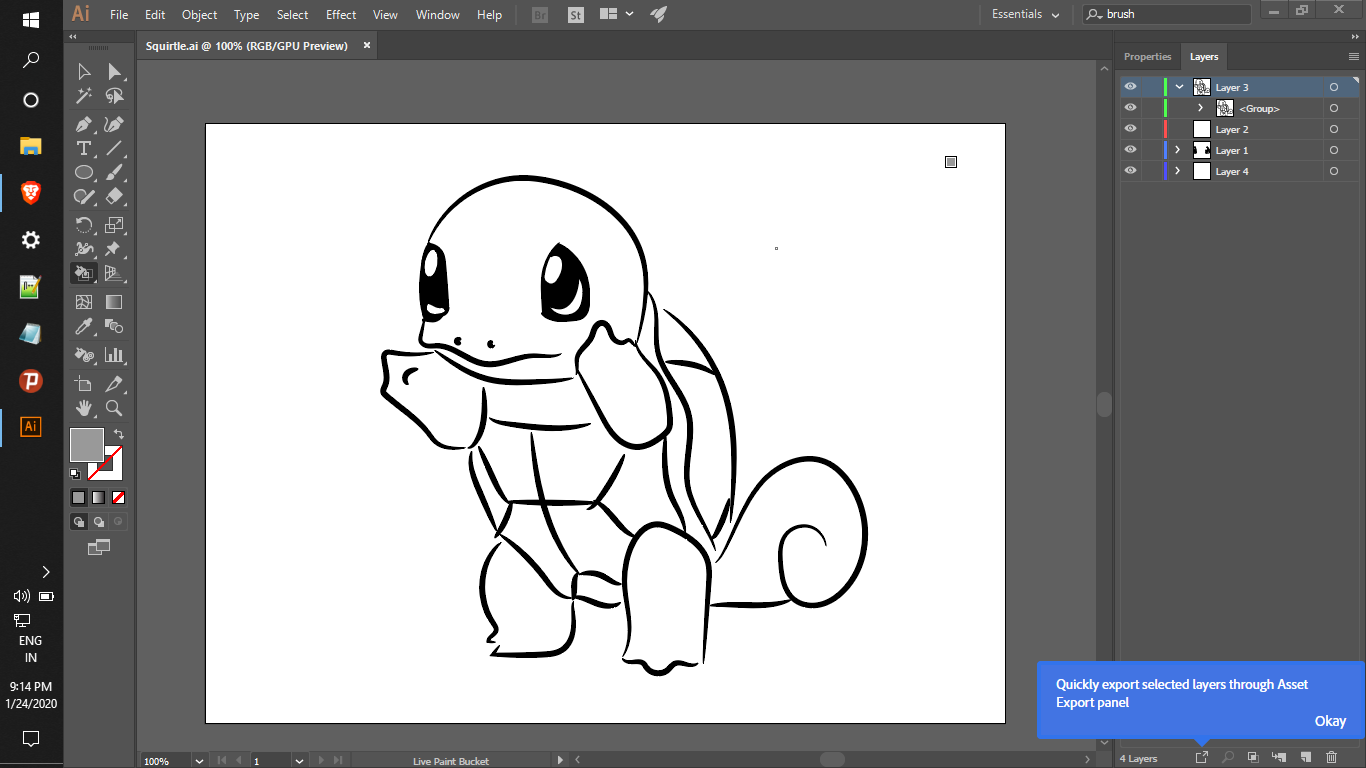 Ai File Edit Object Type Select Effect View Window Help Br St Essentials brush
Squirtle.ai @ 100% (RGB/GPU Preview) ×
Properties Layers
Layer 3
<Group>
Layer 2
Layer 1
Layer 4
Ai
ENG
IN
9:14 PM
1/24/2020
Quickly export selected layers through Asset
Export panel
Okay
100% 1 Live Paint Bucket
4 Layers